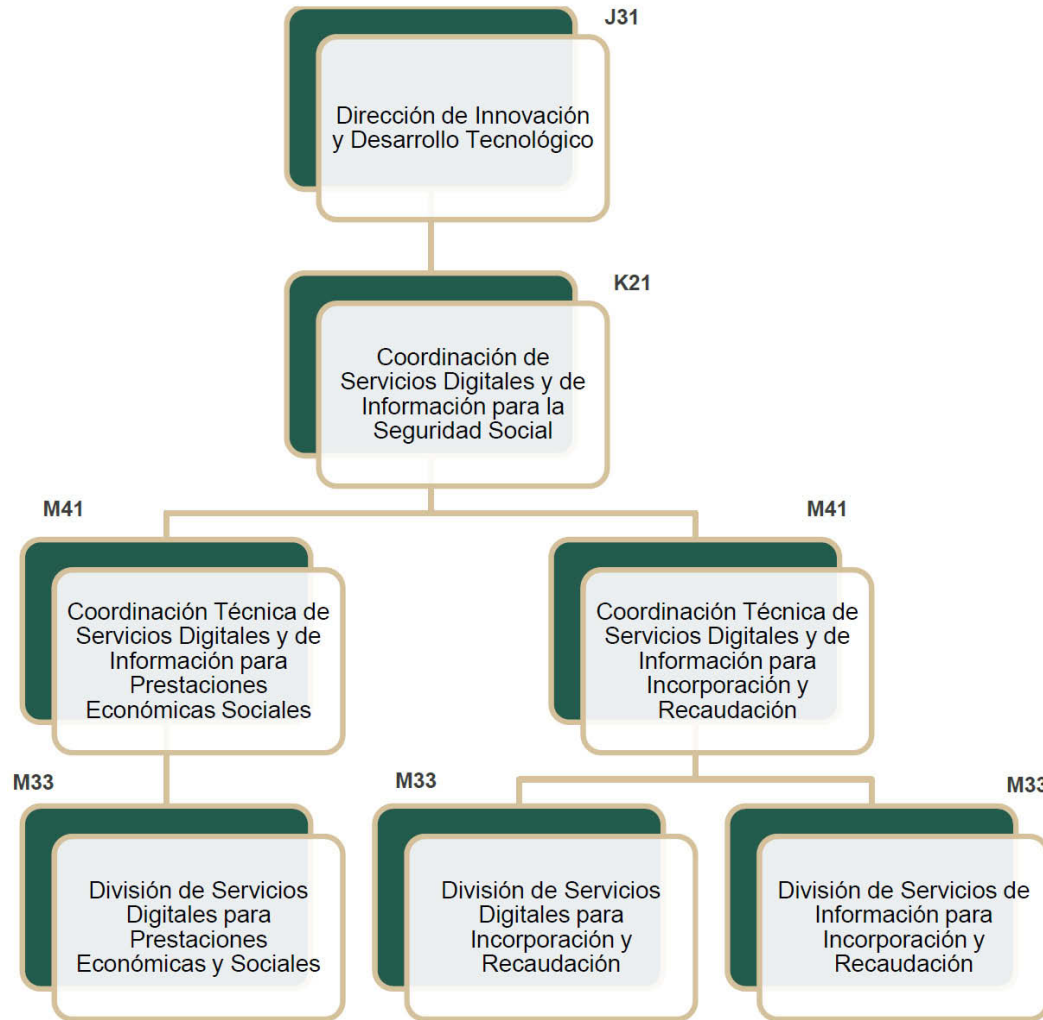 J31
Dirección de Innovación
y Desarrollo Tecnológico
K21
Coordinación de
Servicios Digitales y de
Información para la
Seguridad Social
M41
Coordinación Técnica de
Servicios Digitales y de
Información para
Prestaciones
Económicas Sociales
M41
Coordinación Técnica de
Servicios Digitales y de
Información para
Incorporación y
Recaudación
M33
División de Servicios
Digitales para
Prestaciones
Económicas y Sociales
M33
División de Servicios
Digitales para
Incorporación y
Recaudación
M33
División de Servicios de
Información para
Incorporación y
Recaudación